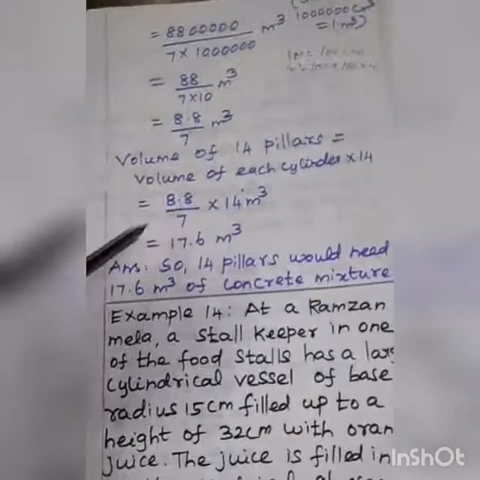 = 8800000 / 7×1000000 m³ 1000000cm³ = 1m³)
= 88 / 7×10 m³
= 8.8 / 7 m³
Volume of 14 pillars =
volume of each cylinder × 14
= 8.8 / 7 × 14 m³
= 17.6 m³
Ans: So, 14 pillars would need
17.6 m³ of concrete mixture
Example 14: At a Ramzan
mela, a stall keeper in one
of the food stalls has a lar
cylindrical vessel of base
radius 15cm filled up to a
height of 32cm with oran
juice. The juice is filled in
InShOt